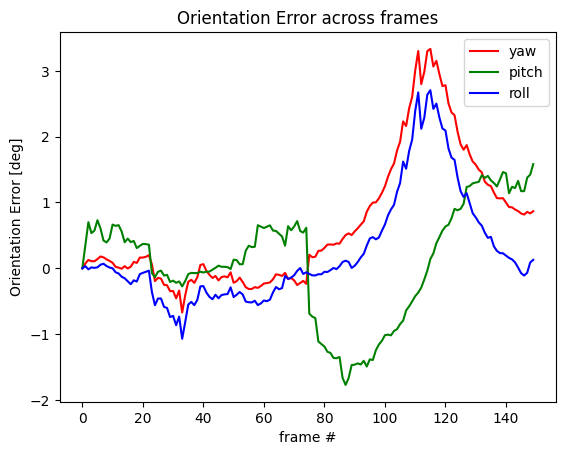 Orientation Error across frames
yaw
pitch
roll
Orientation Error [deg]
3
2
1
0
−1
−2
0 20 40 60 80 100 120 140
frame #